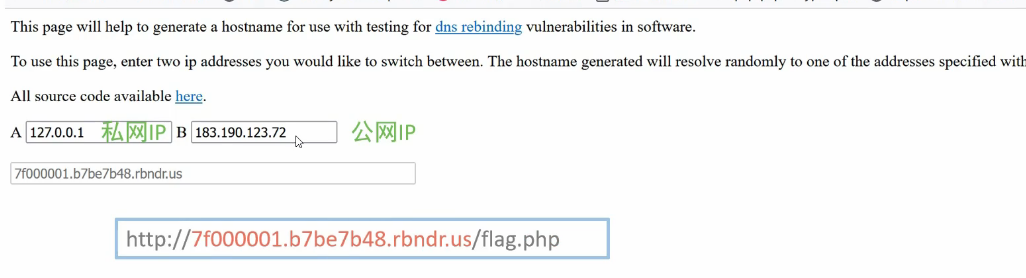 This page will help to generate a hostname for use with testing for dns rebinding vulnerabilities in software.
To use this page, enter two ip addresses you would like to switch between. The hostname generated will resolve randomly to one of the addresses specified with
All source code available here.
A 127.0.0.1 私网IP B 183.190.123.72 公网IP
7f000001.b7be7b48.rbndr.us
http://7f000001.b7be7b48.rbndr.us/flag.php